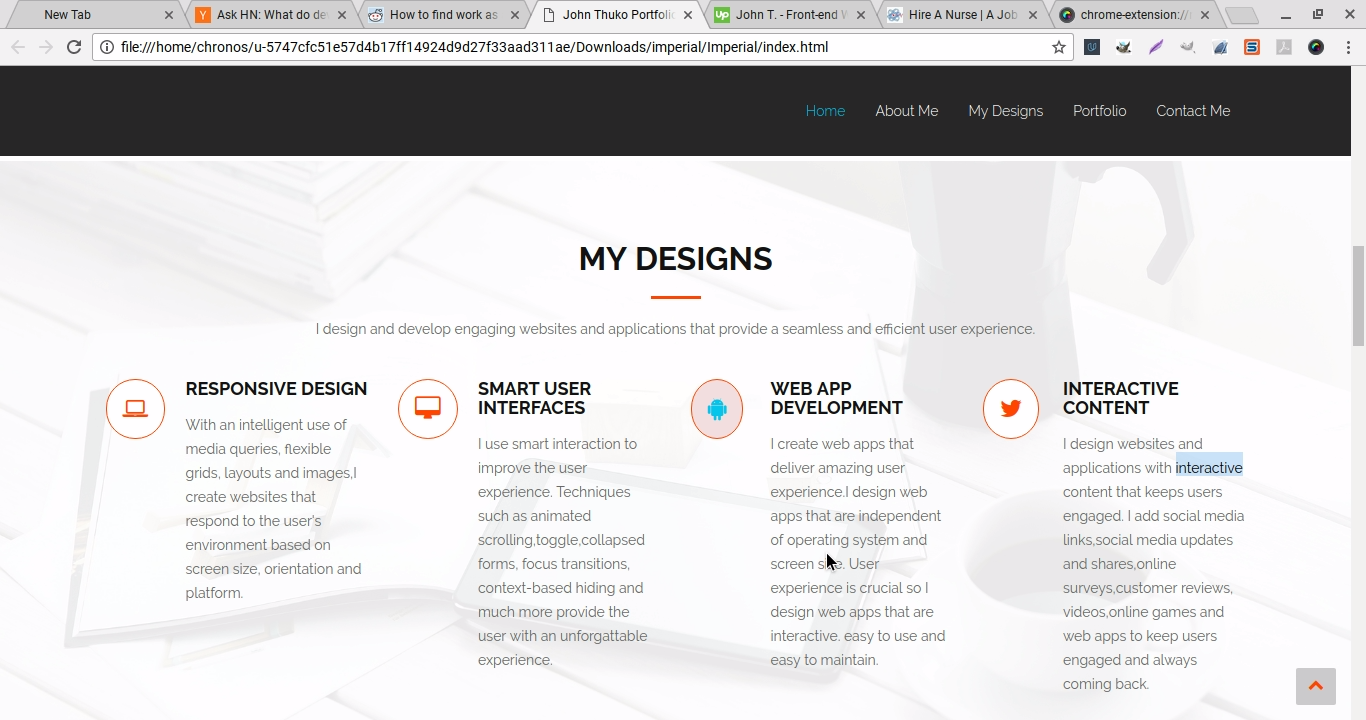 New Tab
Ask HN: What do de
How to find work as
John Thuko Portfolio
John T. - Front-end W
Hire A Nurse | A Job
chrome-extension://
file:///home/chronos/u-5747cfc51e57d4b17ff14924d9d27f33aad311ae/Downloads/imperial/Imperial/index.html
Home About Me My Designs Portfolio Contact Me
MY DESIGNS
I design and develop engaging websites and applications that provide a seamless and efficient user experience.
RESPONSIVE DESIGN
With an intelligent use of
media queries, flexible
grids, layouts and images,I
create websites that
respond to the user's
environment based on
screen size, orientation and
platform.
SMART USER
INTERFACES
I use smart interaction to
improve the user
experience. Techniques
such as animated
scrolling,toggle,collapsed
forms, focus transitions,
context-based hiding and
much more provide the
user with an unforgattable
experience.
WEB APP
DEVELOPMENT
I create web apps that
deliver amazing user
experience.I design web
apps that are independent
of operating system and
screen size. User
experience is crucial so I
design web apps that are
interactive. easy to use and
easy to maintain.
INTERACTIVE
CONTENT
I design websites and
applications with interactive
content that keeps users
engaged. I add social media
links,social media updates
and shares,online
surveys,customer reviews,
videos,online games and
web apps to keep users
engaged and always
coming back.